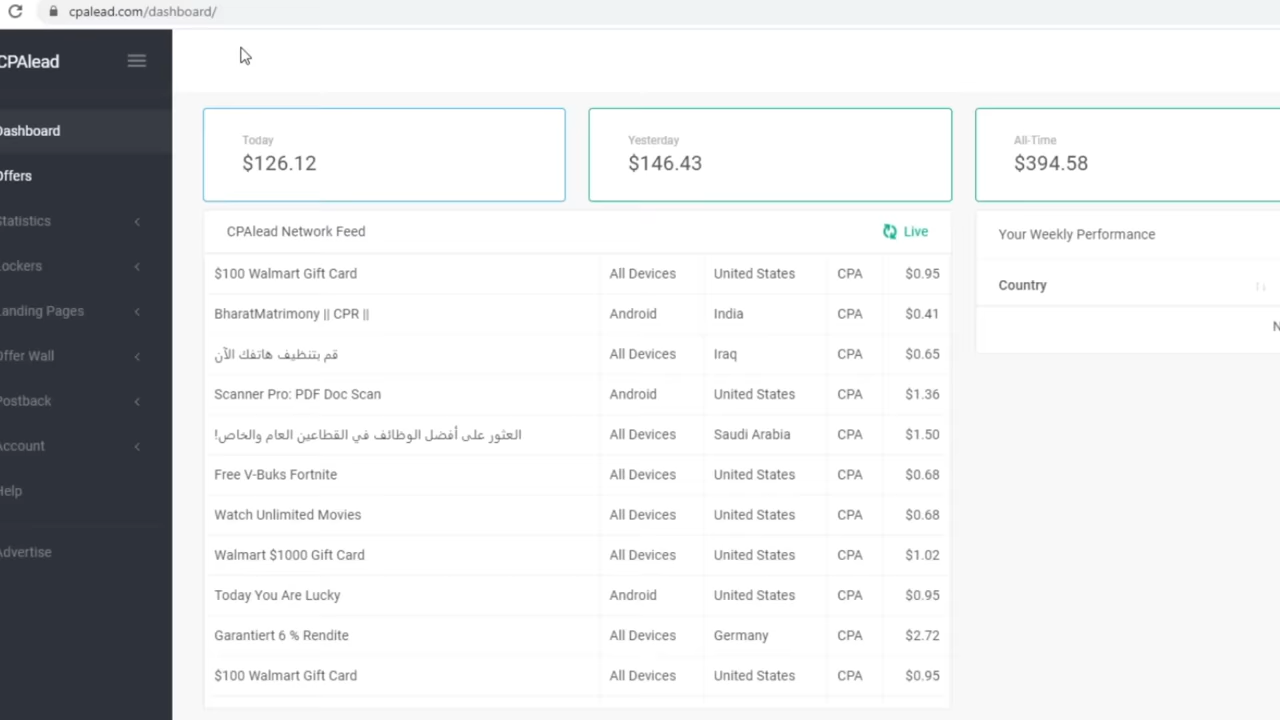 cpalead.com/dashboard/
CPAlead
Dashboard
Offers
Statistics
Lockers
Landing Pages
Offer Wall
Postback
Account
Help
Advertise
Today
$126.12
Yesterday
$146.43
All-Time
$394.58
CPAlead Network Feed Live
$100 Walmart Gift Card All Devices United States CPA $0.95
BharatMatrimony || CPR || Android India CPA $0.41
قم بتنظيف هاتفك الآن All Devices Iraq CPA $0.65
Scanner Pro: PDF Doc Scan Android United States CPA $1.36
العثور على أفضل الوظائف في القطاعين العام والخاص! All Devices Saudi Arabia CPA $1.50
Free V-Buks Fortnite All Devices United States CPA $0.68
Watch Unlimited Movies All Devices United States CPA $0.68
Walmart $1000 Gift Card All Devices United States CPA $1.02
Today You Are Lucky Android United States CPA $0.95
Garantiert 6 % Rendite All Devices Germany CPA $2.72
$100 Walmart Gift Card All Devices United States CPA $0.95
Your Weekly Performance
Country